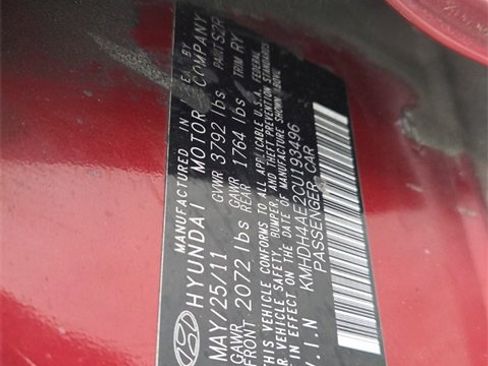 MANUFACTURED IN E. BY
HYUNDAI MOTOR COMPANY
MAY/25/11 GVWR 3792 lbs PAINT S2R
GAWR FRONT 2072 lbs GAWR REAR 1764 lbs TRIM RY
THIS VEHICLE CONFORMS TO ALL APPLICABLE U.S.A. FEDERAL
VEHICLE SAFETY, BUMPER, AND THEFT PREVENTION STANDARDS
IN EFFECT ON THE DATE OF MANUFACTURE SHOWN ABOVE.
V.I.N KMHDH4AE2CU193496
PASSENGER CAR